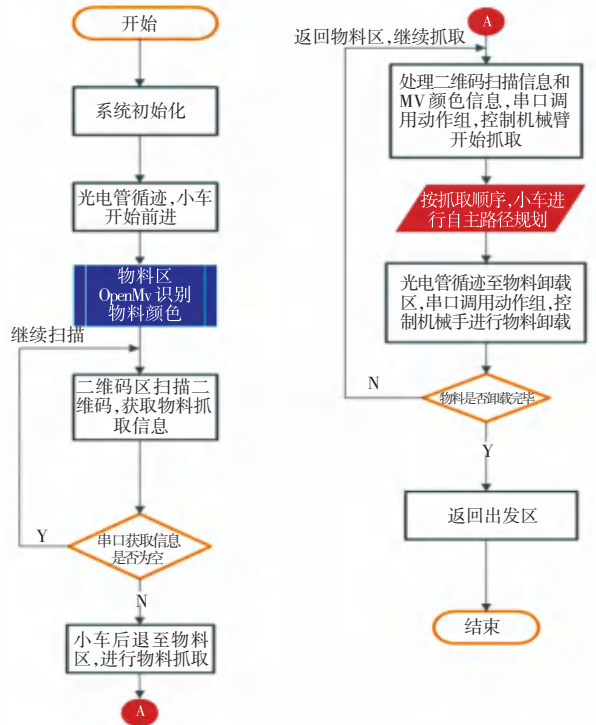 开始
系统初始化
光电管循迹,小车
开始前进
物料区
OpenMv 识别
物料颜色
继续扫描
二维码区扫描二
维码,获取物料抓
取信息
串口获取信息
是否为空
Y
N
小车后退至物料
区,进行物料抓取
A
A
返回物料区,继续抓取
处理二维码扫描信息和
MV 颜色信息,串口调
用动作组,控制机械臂
开始抓取
按抓取顺序,小车进
行自主路径规划
光电管循迹至物料卸载
区,串口调用动作组,控
制机械手进行物料卸载
N
物料是否卸载完毕
Y
返回出发区
结束